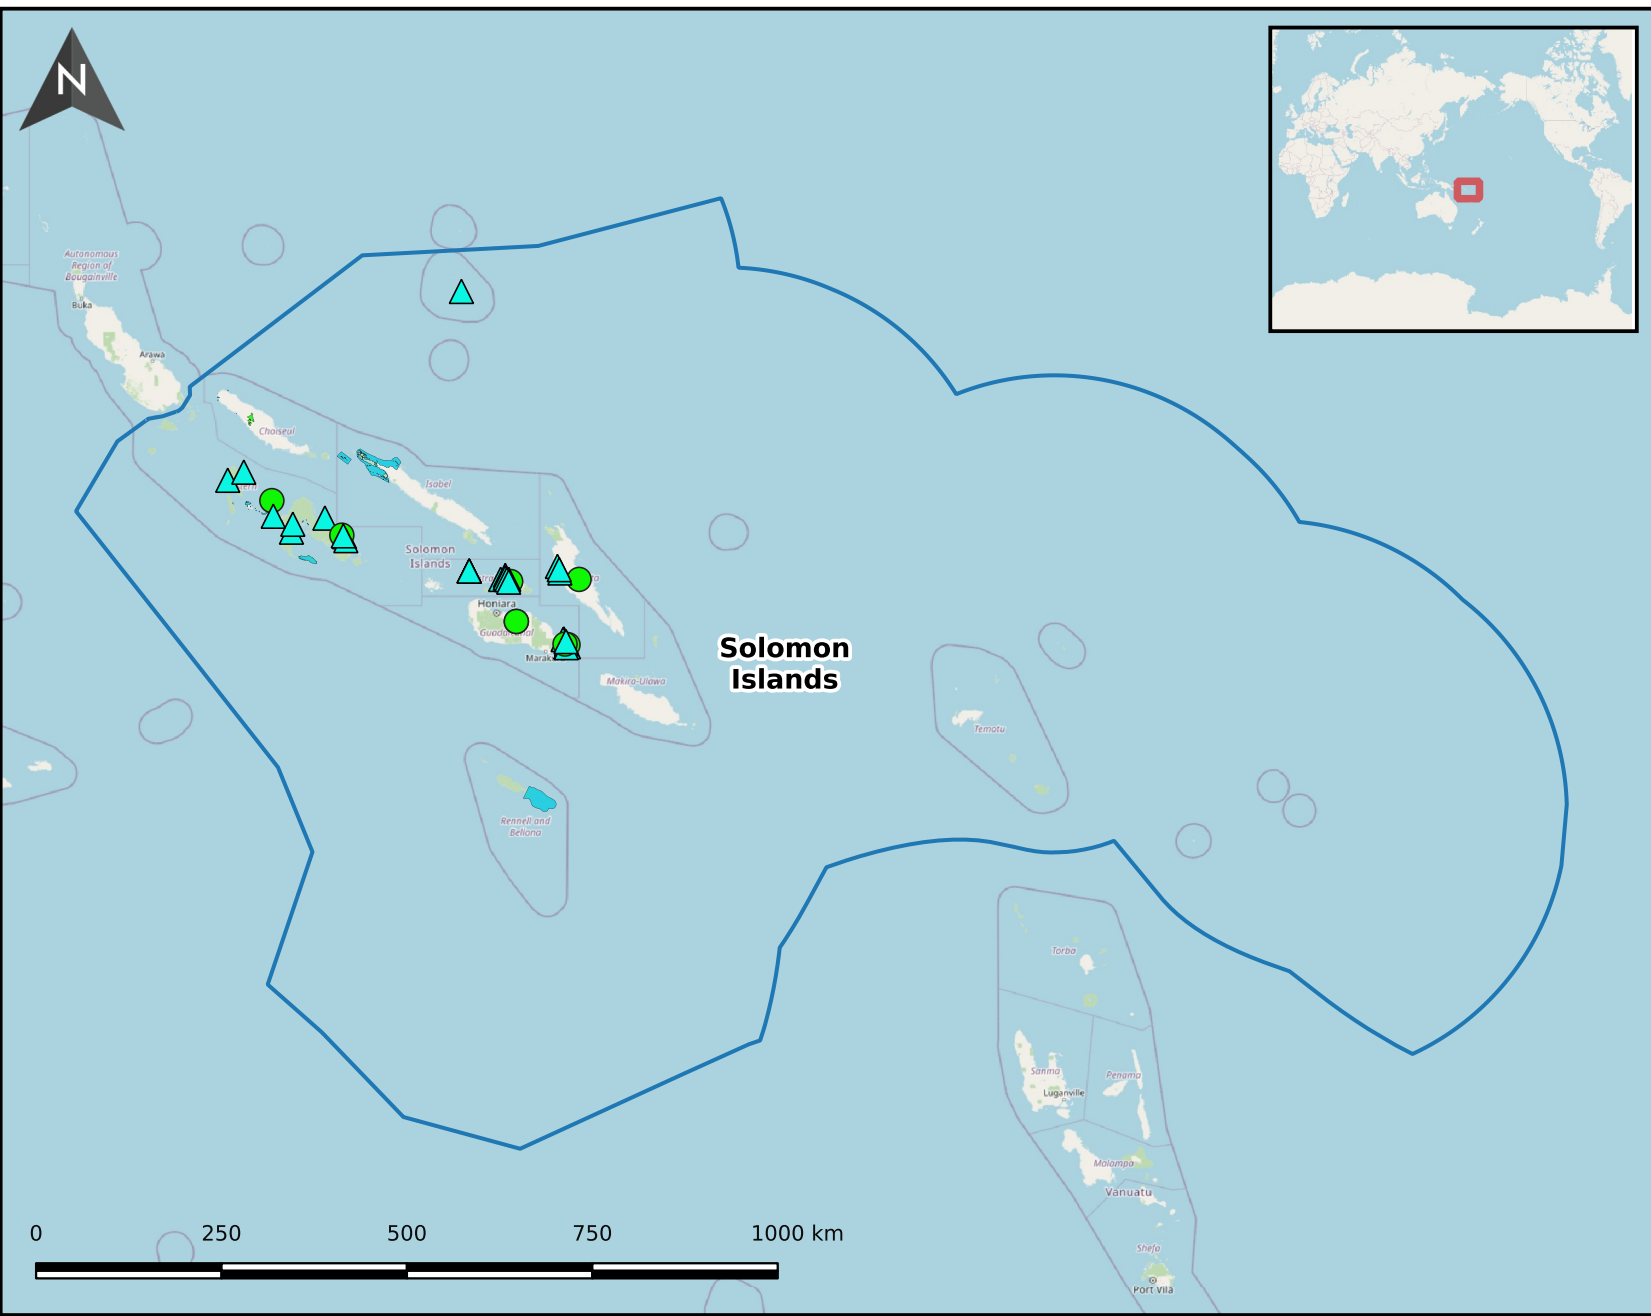 N
Autonomous
Region of
Bougainville
Buka
Arawa
Choiseul
Isabel
Solomon
Islands
Honiara
Solomon
Islands
Makira-Ulawa
Temotu
Rennell and
Bellona
Torba
Sanma
Penama
Luganville
Malampa
Vanuatu
Shefa
Port Vila
0 250 500 750 1000 km